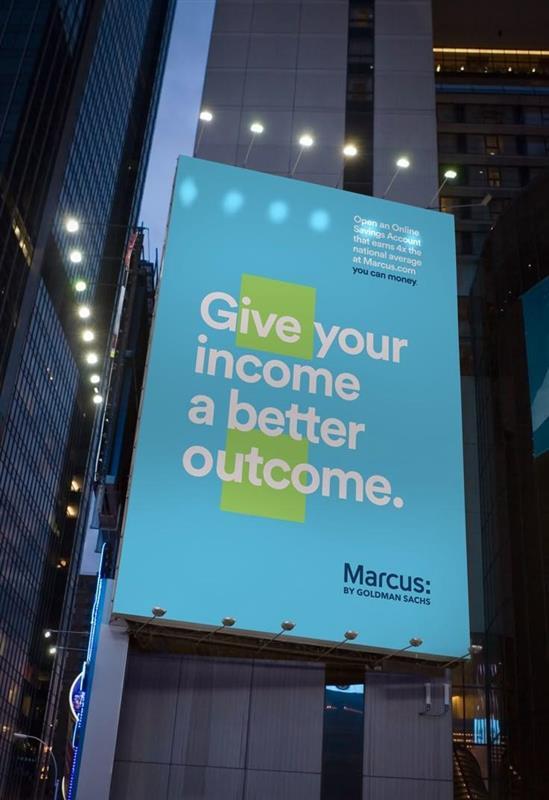 Open an Online
Savings Account
that earns 4x the
national average
at Marcus.com
you can money.
Give your
income
a better
outcome.
Marcus:
BY GOLDMAN SACHS